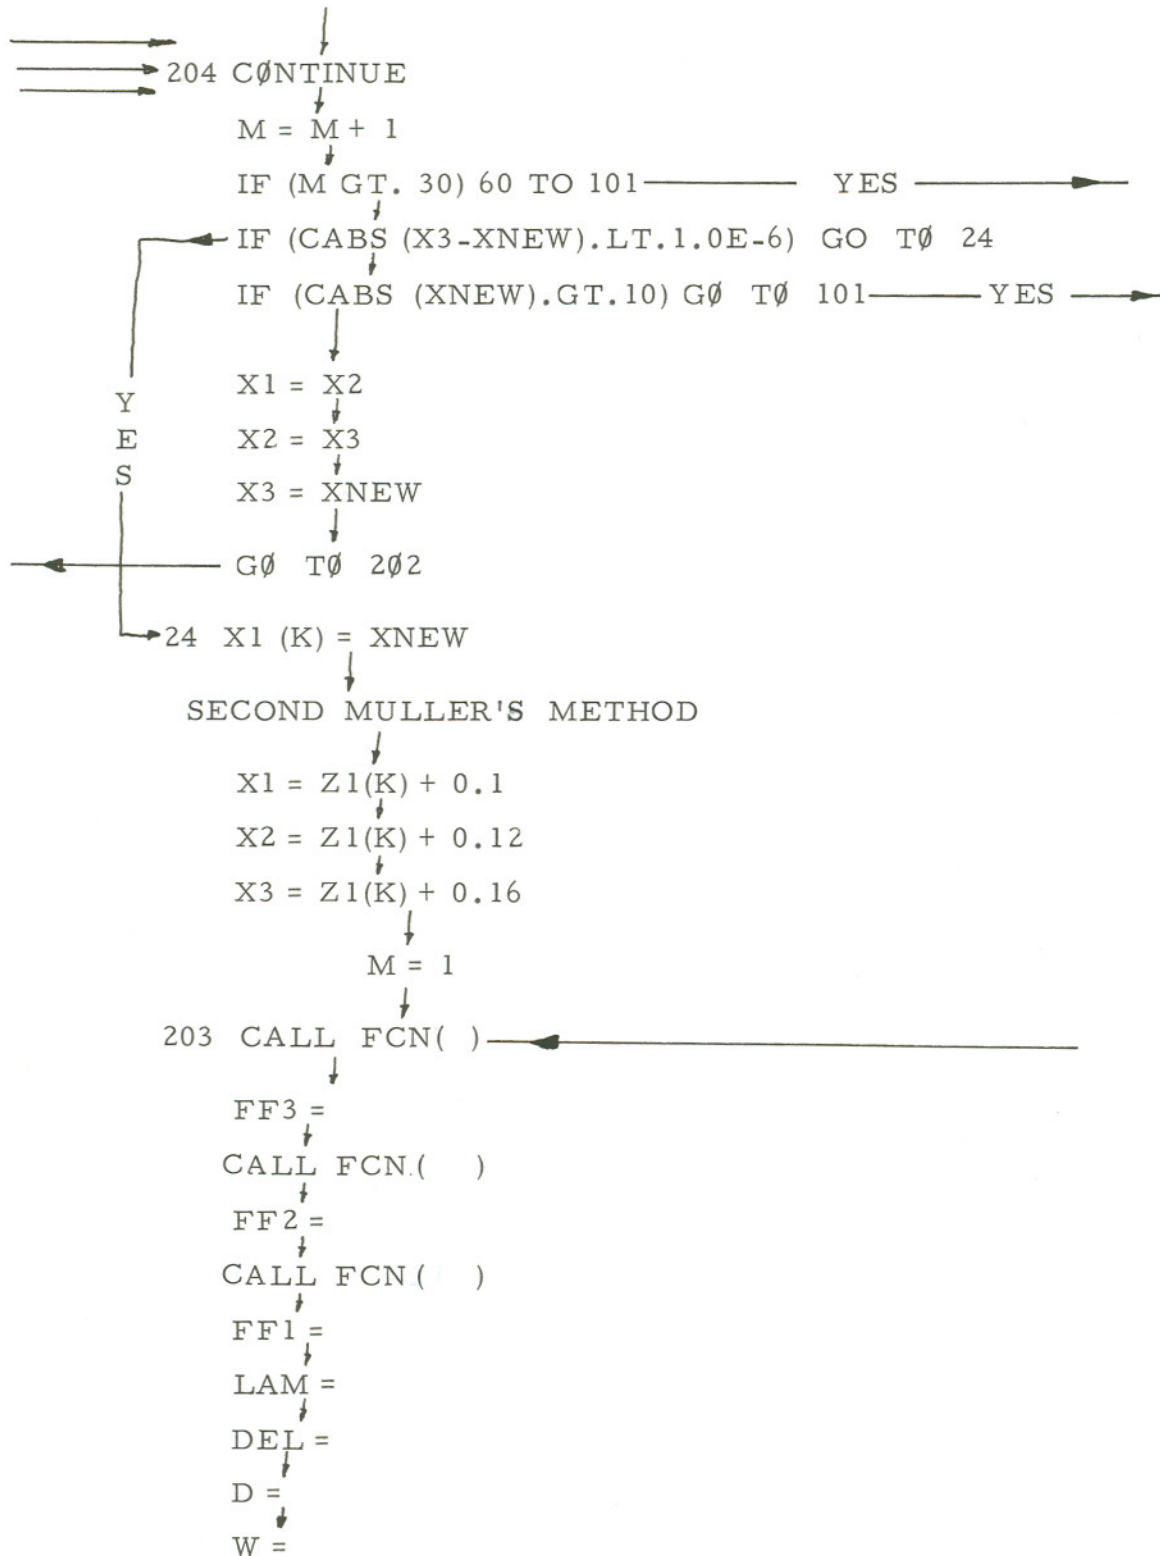 204 CØNTINUE
M = M + 1
IF (M GT. 30) 60 TO 101 YES
IF (CABS (X3-XNEW).LT.1.0E-6) GO TØ 24
IF (CABS (XNEW).GT.10) GØ TØ 101 YES
X1 = X2
Y
E
S
X2 = X3
X3 = XNEW
GØ TØ 2Ø2
24 X1 (K) = XNEW
SECOND MULLER'S METHOD
X1 = Z1(K) + 0.1
X2 = Z1(K) + 0.12
X3 = Z1(K) + 0.16
M = 1
203 CALL FCN( )
FF3 =
CALL FCN.( )
FF2 =
CALL FCN( )
FF1 =
LAM =
DEL =
D =
W =